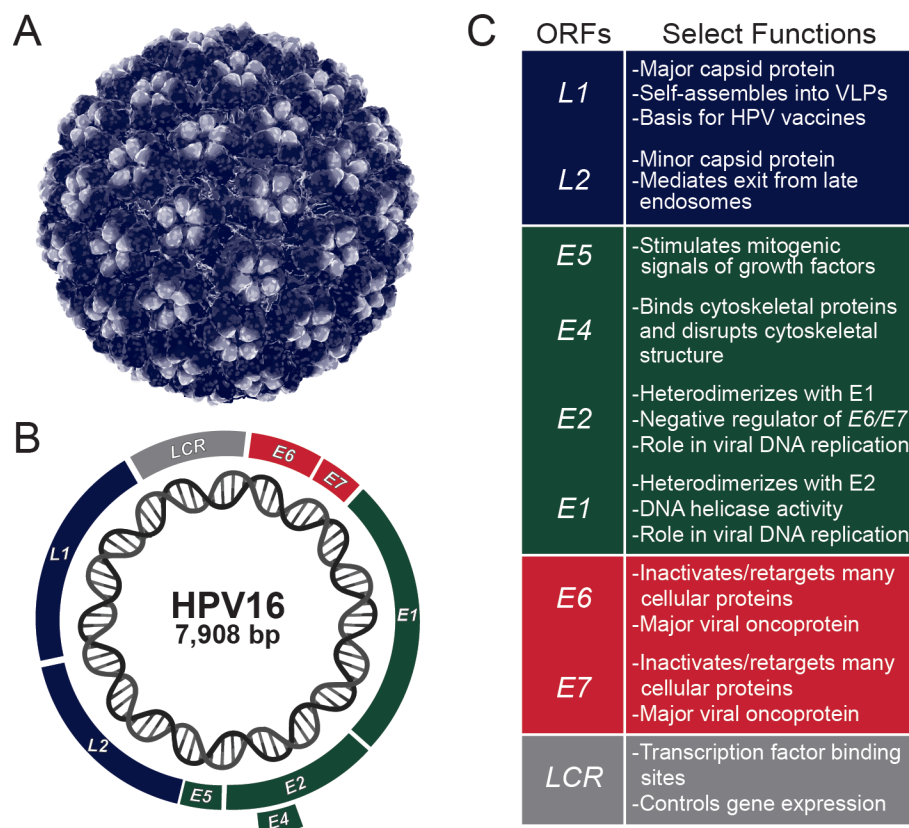 A
B
LCR
E6
E7
L1
E1
HPV16
7,908 bp
L2
E5
E2
E4
C
ORFs
Select Functions
L1
-Major capsid protein
-Self-assembles into VLPs
-Basis for HPV vaccines
L2
-Minor capsid protein
-Mediates exit from late
endosomes
E5
-Stimulates mitogenic
signals of growth factors
E4
-Binds cytoskeletal proteins
and disrupts cytoskeletal
structure
E2
-Heterodimerizes with E1
-Negative regulator of E6/E7
-Role in viral DNA replication
E1
-Heterodimerizes with E2
-DNA helicase activity
-Role in viral DNA replication
E6
-Inactivates/retargets many
cellular proteins
-Major viral oncoprotein
E7
-Inactivates/retargets many
cellular proteins
-Major viral oncoprotein
LCR
-Transcription factor binding
sites
-Controls gene expression